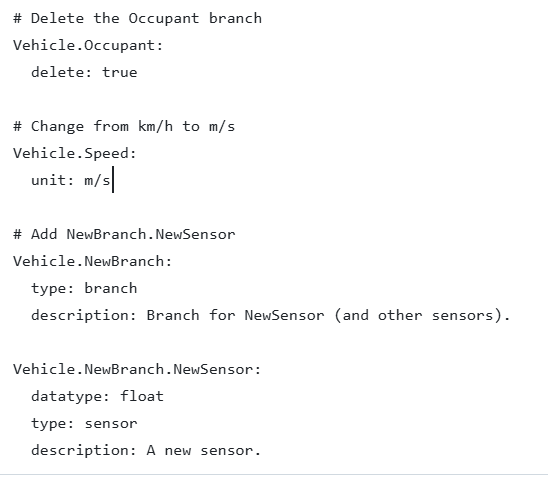 # Delete the Occupant branch
Vehicle.Occupant:
  delete: true

# Change from km/h to m/s
Vehicle.Speed:
  unit: m/s

# Add NewBranch.NewSensor
Vehicle.NewBranch:
  type: branch
  description: Branch for NewSensor (and other sensors).

Vehicle.NewBranch.NewSensor:
  datatype: float
  type: sensor
  description: A new sensor.